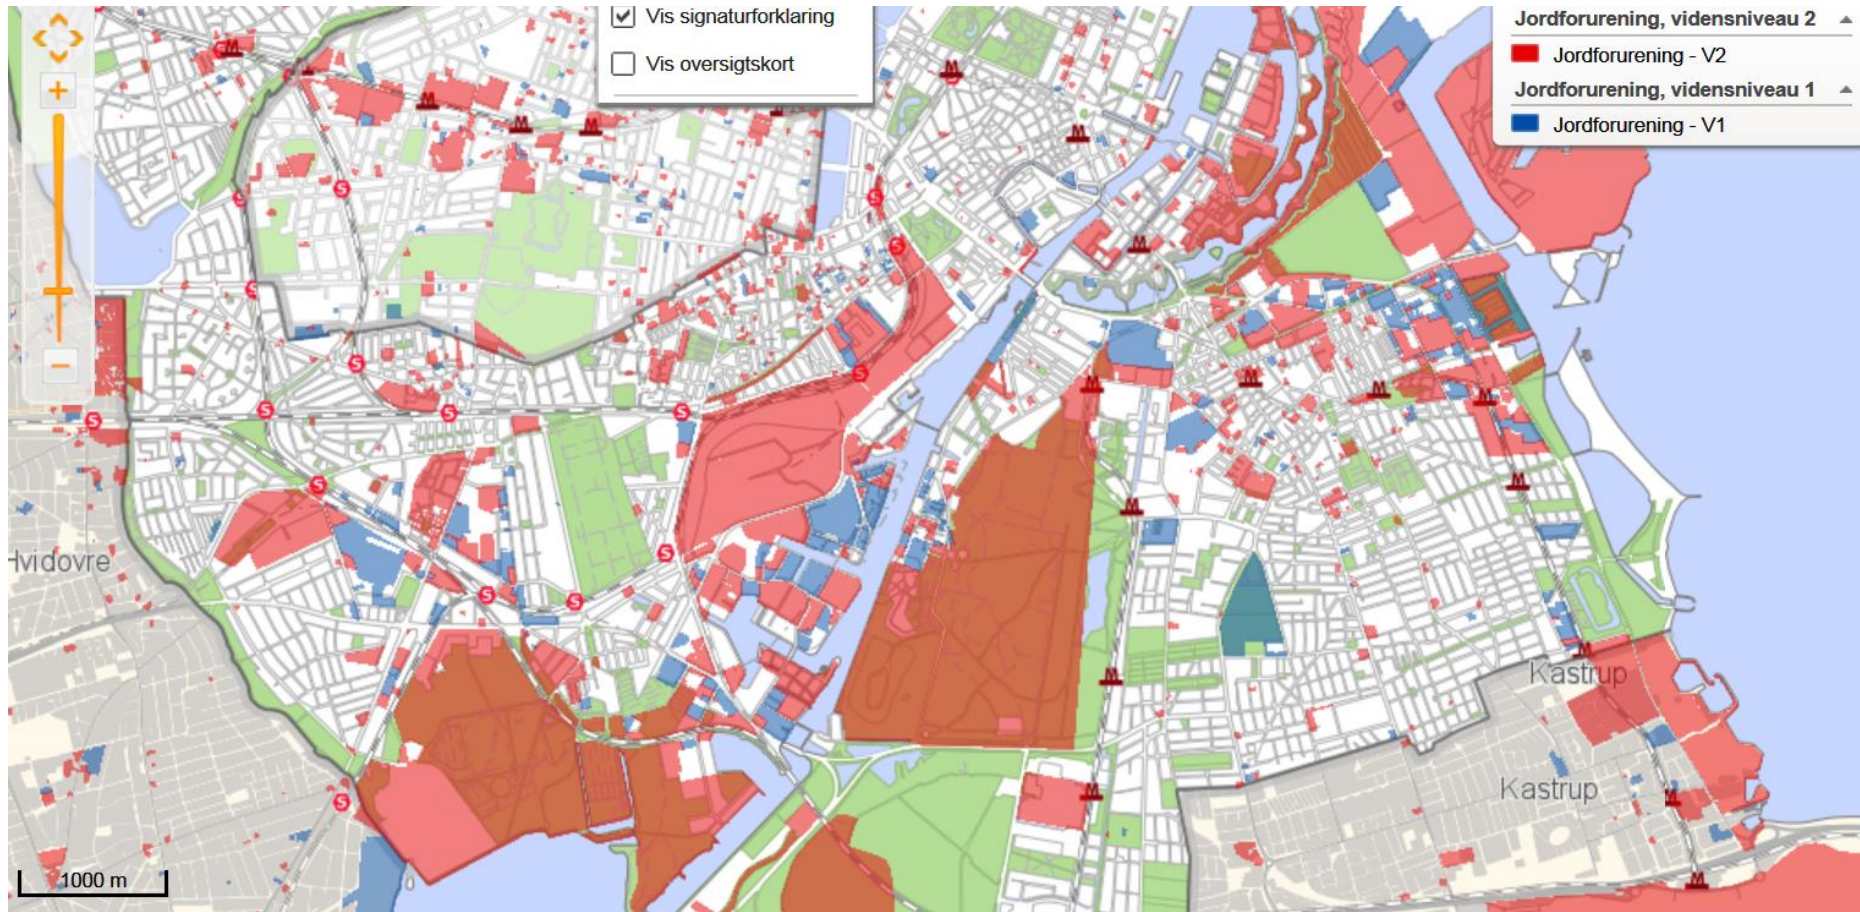 Vis signaturforklaring
Vis oversigtskort
Jordforurening, vidensniveau 2
Jordforurening - V2
Jordforurening, vidensniveau 1
Jordforurening - V1
Hvidovre
Kastrup
Kastrup
1000 m